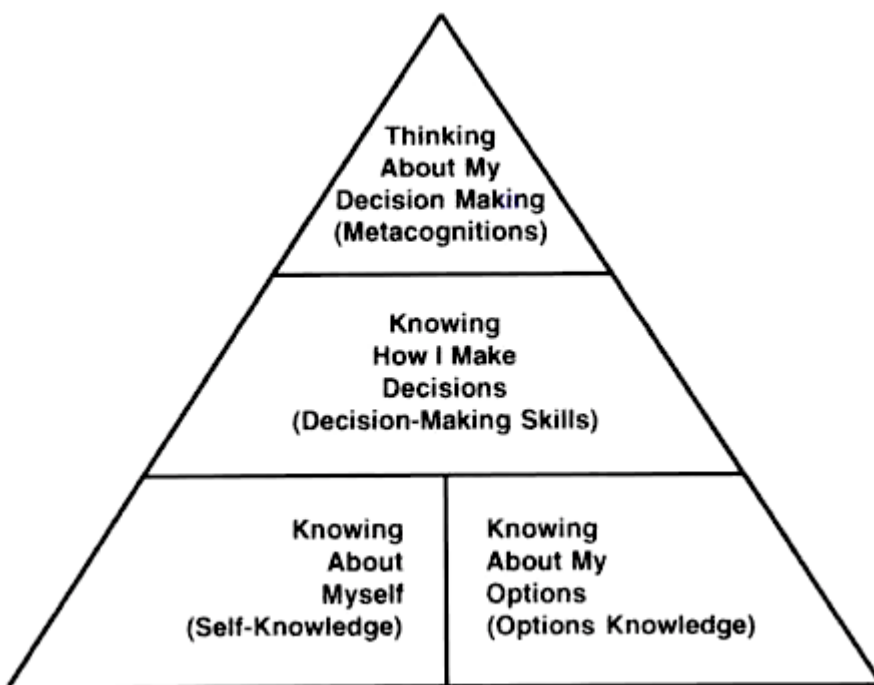 Thinking
About My
Decision Making
(Metacognitions)
Knowing
How I Make
Decisions
(Decision-Making Skills)
Knowing
About
Myself
(Self-Knowledge)
Knowing
About My
Options
(Options Knowledge)